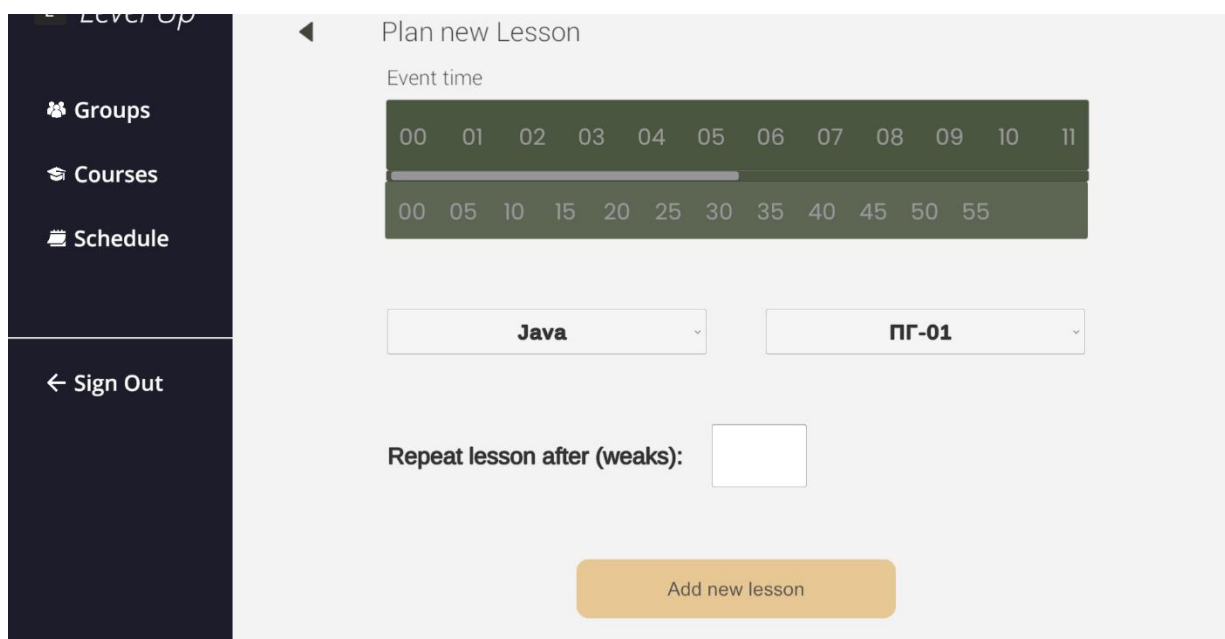 Level Up
Plan new Lesson
Event time
Groups
00 01 02 03 04 05 06 07 08 09 10 11
Courses
00 05 10 15 20 25 30 35 40 45 50 55
Schedule
Java
ПГ-01
Sign Out
Repeat lesson after (weaks):
Add new lesson